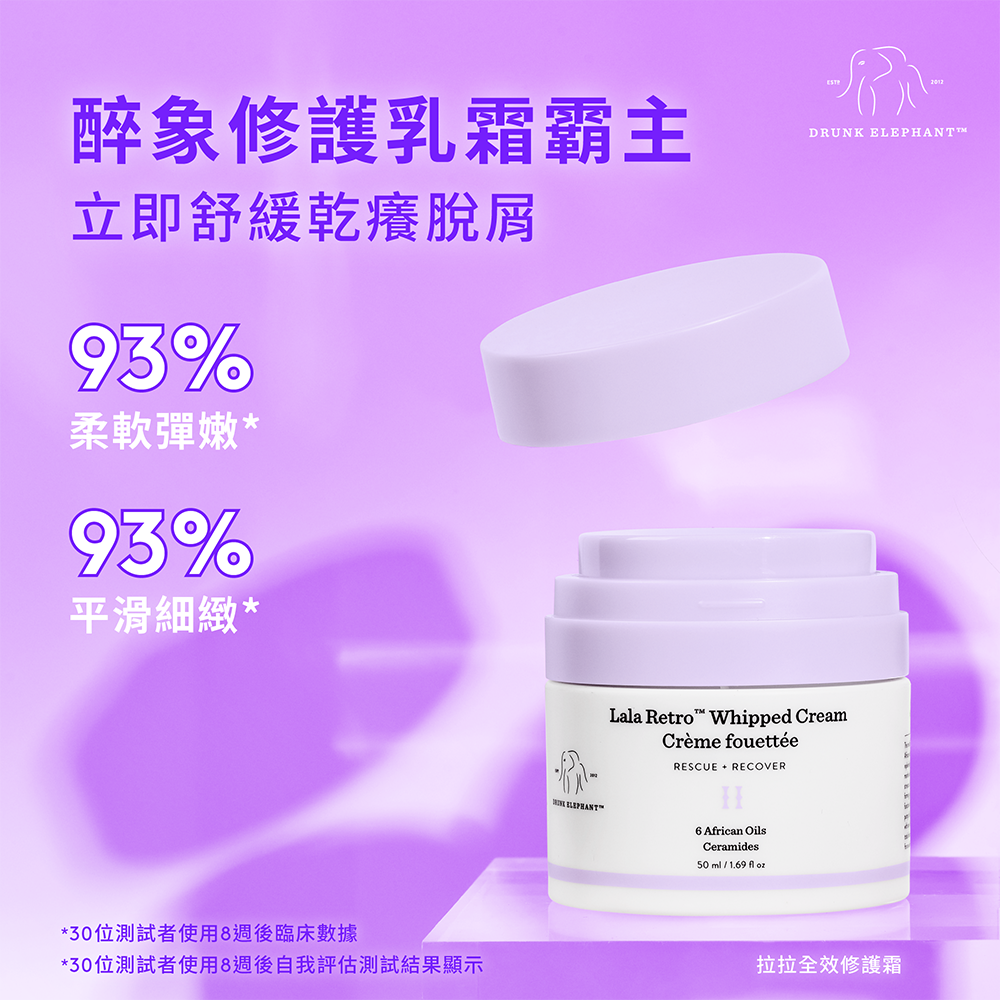 ESTD 2012
DRUNK ELEPHANT™
醉象修護乳霜霸主
立即舒緩乾癢脫屑
93%
柔軟彈嫩*
93%
平滑細緻*
Lala Retro™ Whipped Cream
Crème fouettée
RESCUE + RECOVER
2012
DRUNK ELEPHANT™
6 African Oils
Ceramides
50 ml / 1.69 fl oz
*30位測試者使用8週後臨床數據
*30位測試者使用8週後自我評估測試結果顯示
拉拉全效修護霜